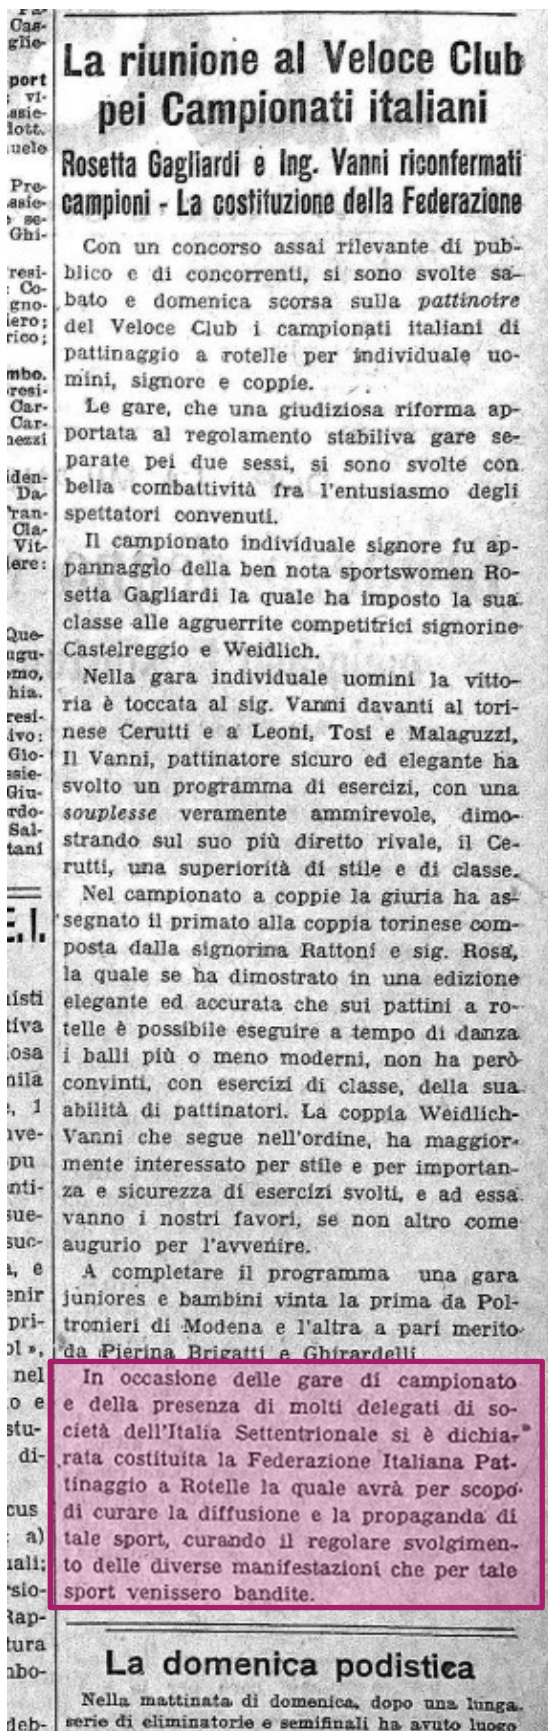 La riunione al Veloce Club
pei Campionati italiani
Rosetta Gagliardi e Ing. Vanni riconfermati
campioni - La costituzione della Federazione
Con un concorso assai rilevante di pub-
blico e di concorrenti, si sono svolte sa-
bato e domenica scorsa sulla pattinoire
del Veloce Club i campionati italiani di
pattinaggio a rotelle per individuale uo-
mini, signore e coppie.
Le gare, che una giudiziosa riforma ap-
portata al regolamento stabiliva gare se-
parate pei due sessi, si sono svolte con
bella combattività fra l'entusiasmo degli
spettatori convenuti.
Il campionato individuale signore fu ap-
pannaggio della ben nota sportswomen Ro-
setta Gagliardi la quale ha imposto la sua
classe alle agguerrite competitrici signorine
Castelreggio e Weidlich.
Nella gara individuale uomini la vitto-
ria è toccata al sig. Vanni davanti al tori-
nese Cerutti e a Leoni, Tosi e Malaguzzi,
Il Vanni, pattinatore sicuro ed elegante ha
svolto un programma di esercizi, con una
souplesse veramente ammirevole, dimo-
strando sul suo più diretto rivale, il Ce-
rutti, una superiorità di stile e di classe.
Nel campionato a coppie la giuria ha as-
segnato il primato alla coppia torinese com-
posta dalla signorina Rattoni e sig. Rosa,
la quale se ha dimostrato in una edizione
elegante ed accurata che sui pattini a ro-
telle è possibile eseguire a tempo di danza
i balli più o meno moderni, non ha però
convinti, con esercizi di classe, della sua
abilità di pattinatori. La coppia Weidlich-
Vanni che segue nell'ordine, ha maggior-
mente interessato per stile e per importan-
za e sicurezza di esercizi svolti, e ad essa
vanno i nostri favori, se non altro come
augurio per l'avvenire.
A completare il programma una gara
juniores e bambini vinta la prima da Pol-
tronieri di Modena e l'altra a pari merito
da Pierina Brigatti e Ghirardelli
In occasione delle gare di campionato
e della presenza di molti delegati di so-
cietà dell'Italia Settentrionale si è dichia-
rata costituita la Federazione Italiana Pat-
tinaggio a Rotelle la quale avrà per scopo
di curare la diffusione e la propaganda di
tale sport, curando il regolare svolgimen-
to delle diverse manifestazioni che per tale
sport venissero bandite.
La domenica podistica
Nella mattinata di domenica, dopo una lunga
serie di eliminatorie e semifinali ha avuto luogo